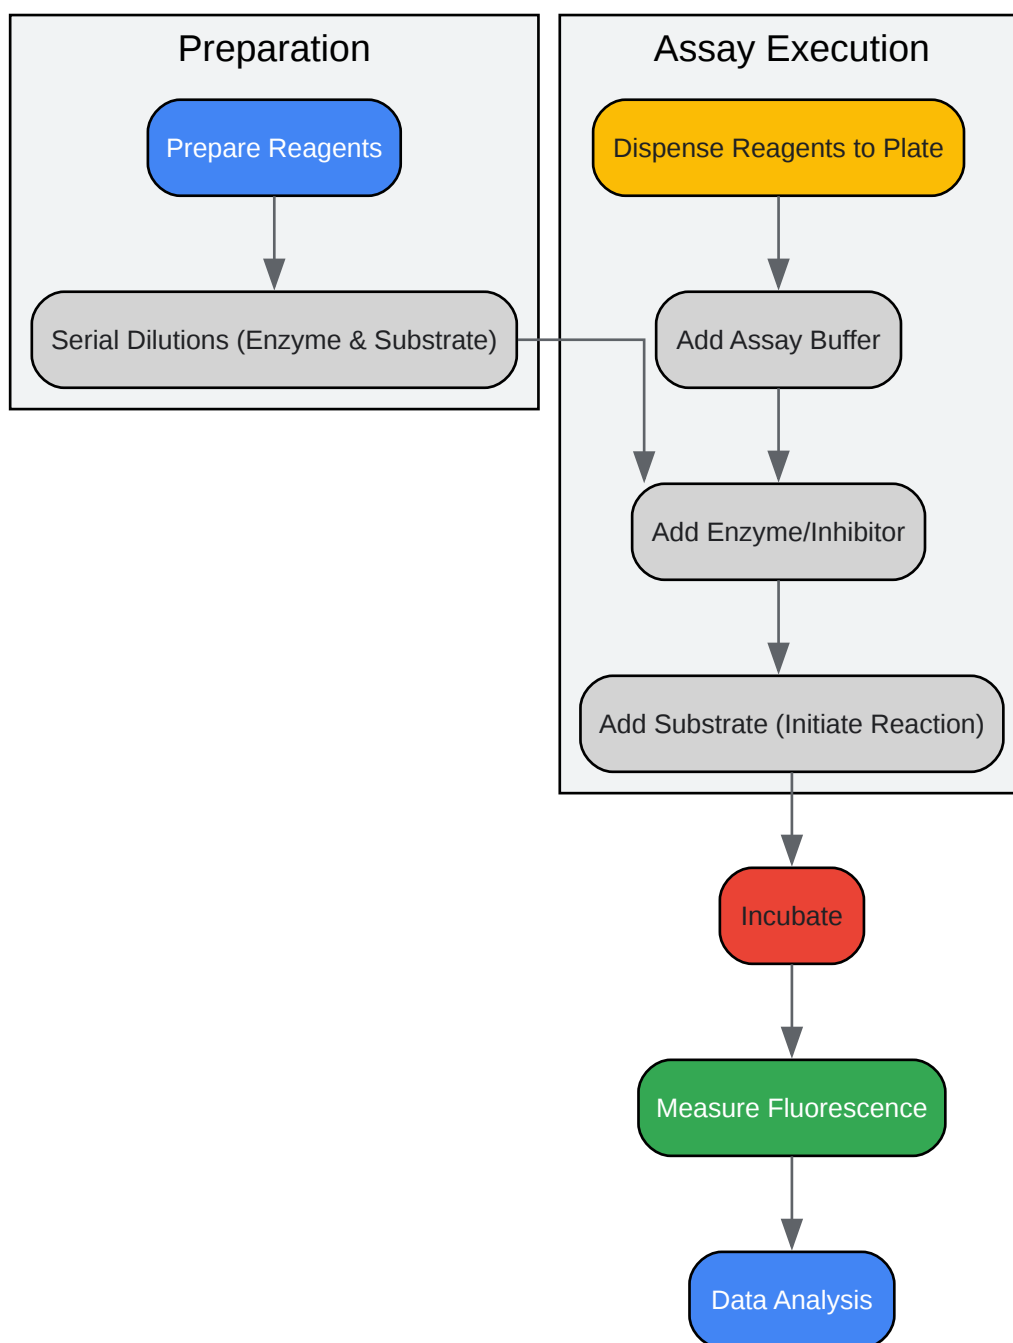 Preparation
Prepare Reagents
Serial Dilutions (Enzyme & Substrate)
Assay Execution
Dispense Reagents to Plate
Add Assay Buffer
Add Enzyme/Inhibitor
Add Substrate (Initiate Reaction)
Incubate
Measure Fluorescence
Data Analysis